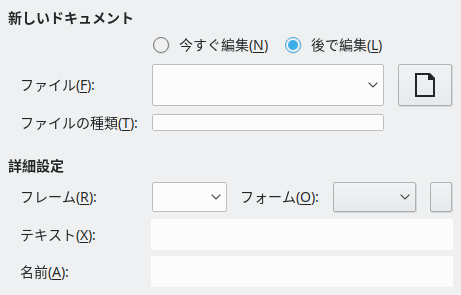 新しいドキュメント
今すぐ編集(N) 後で編集(L)
ファイル(F):
ファイルの種類(T):
詳細設定
フレーム(R): フォーム(O):
テキスト(X):
名前(A):